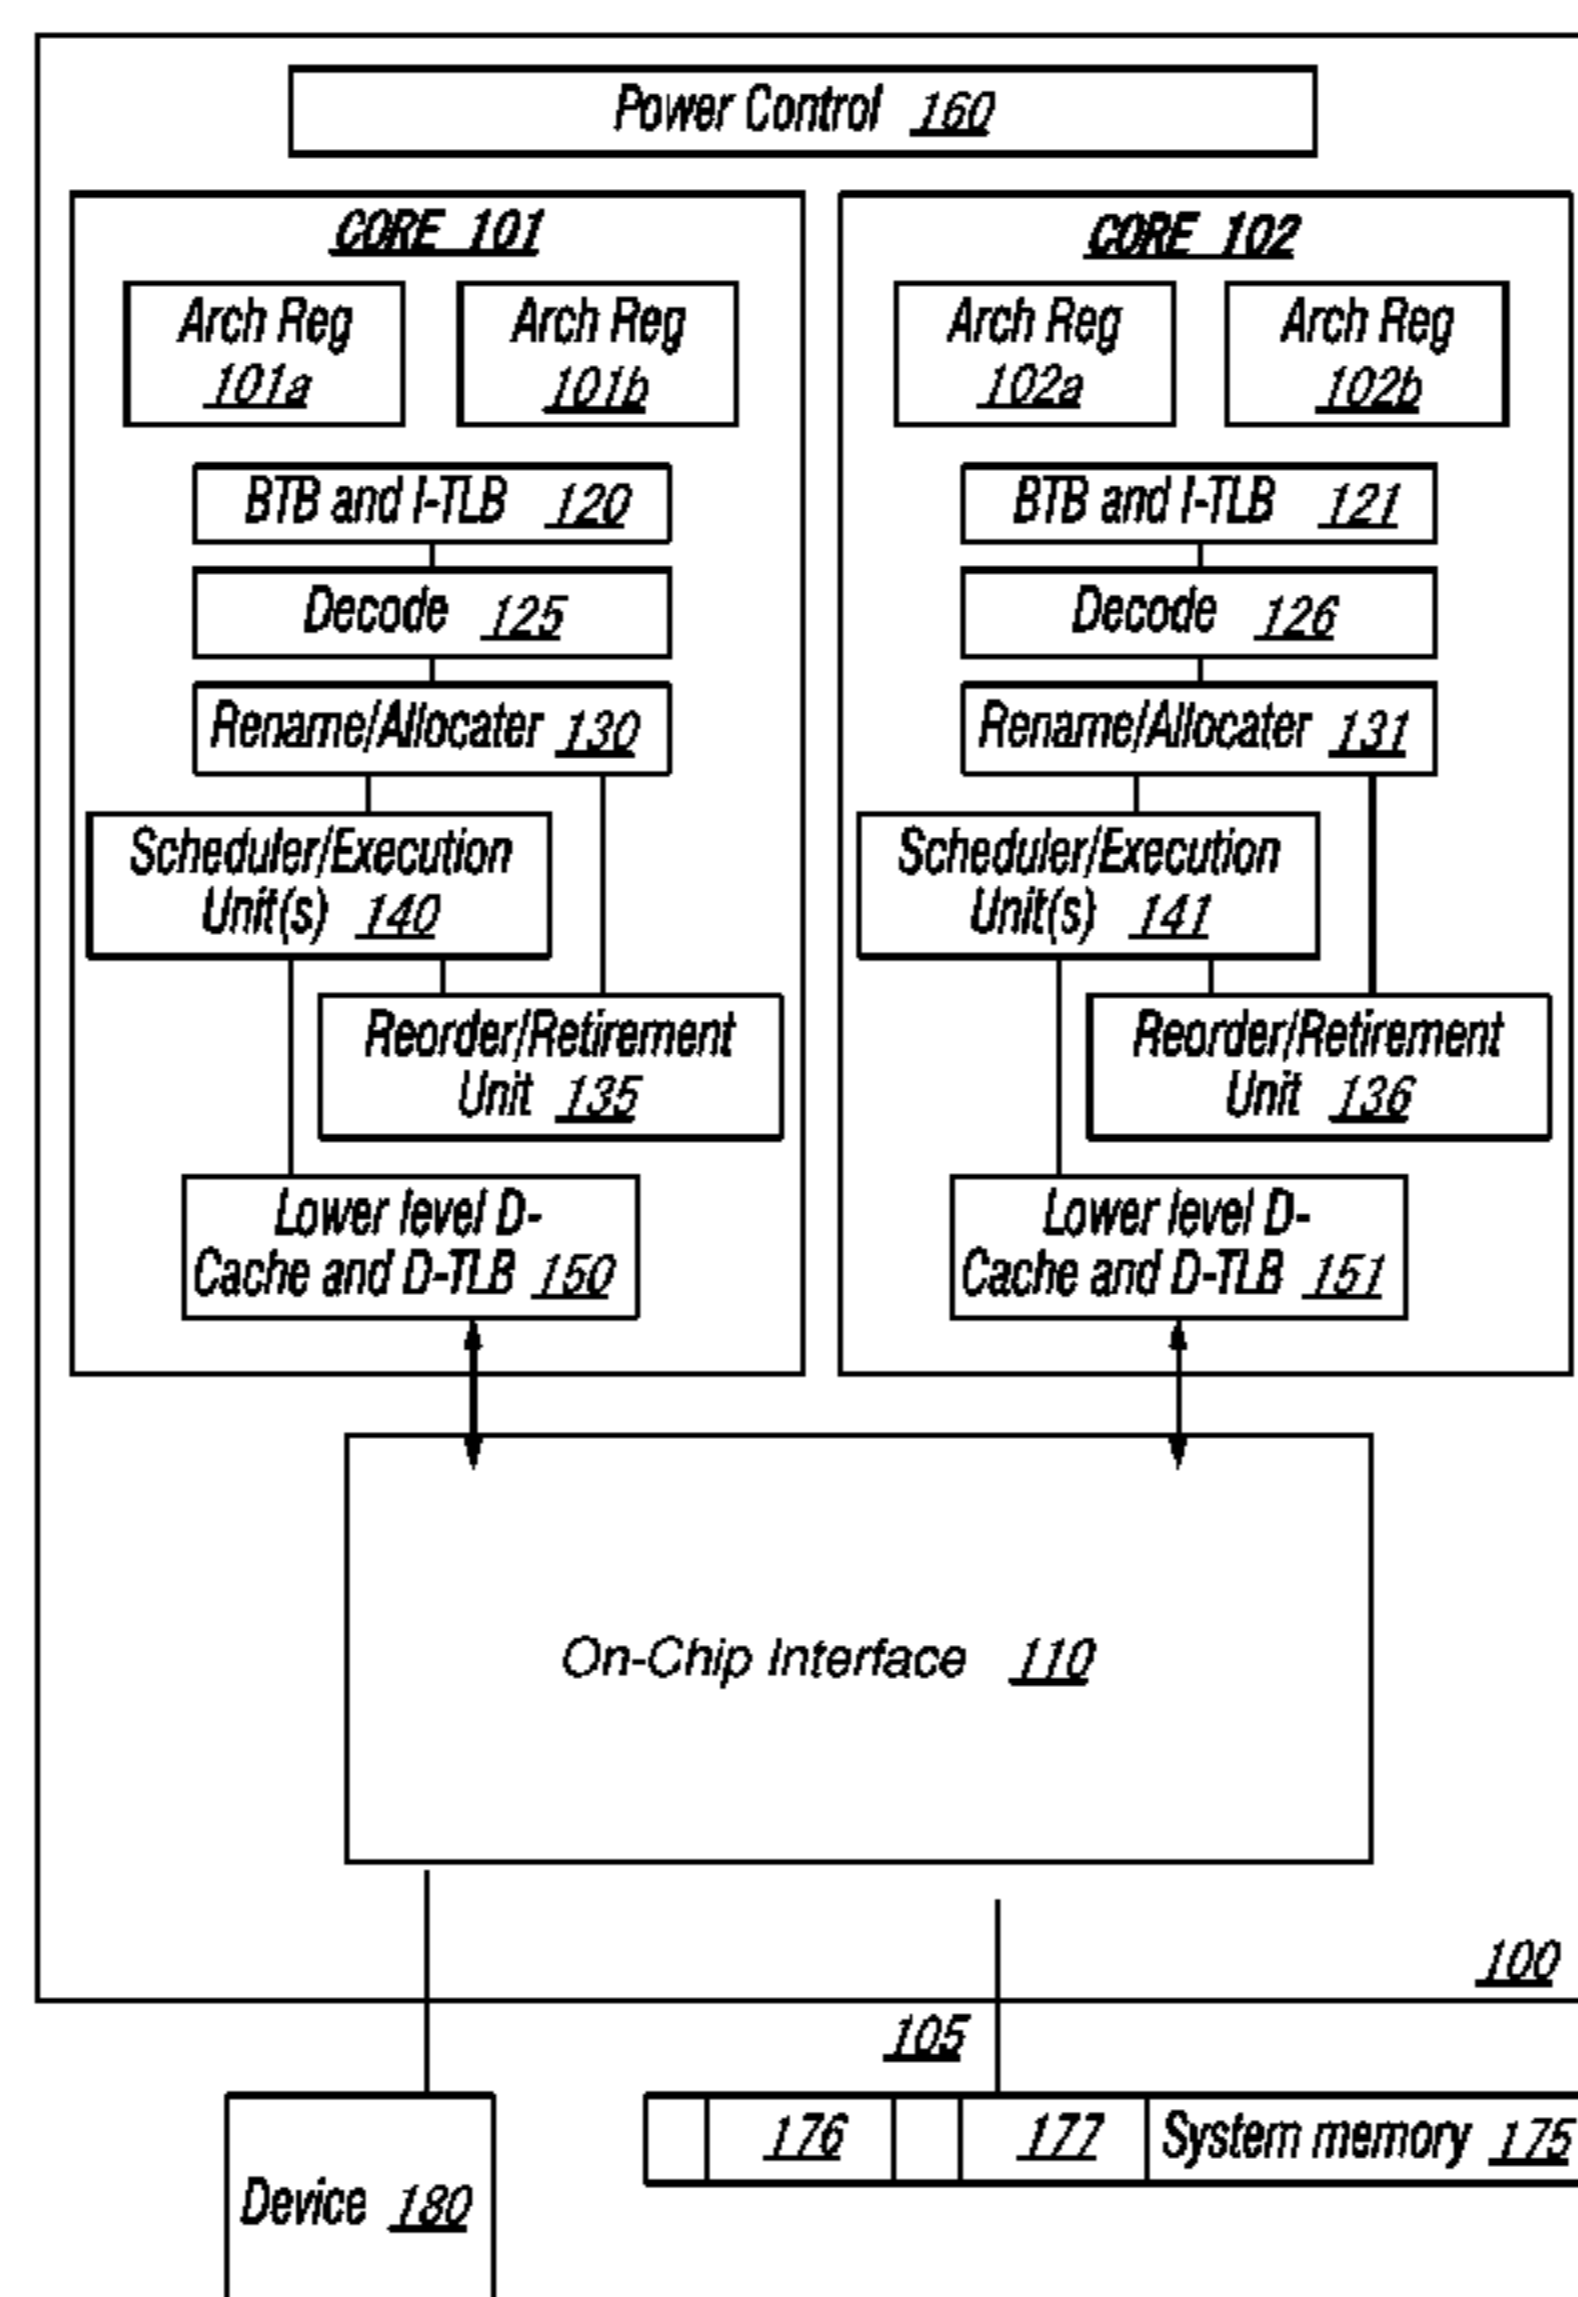 Power Control 160
CORE 101
Arch Reg
101a
Arch Reg
101b
BTB and I-TLB 120
Decode 125
Rename/Allocater 130
Scheduler/Execution
Unit(s) 140
Reorder/Retirement
Unit 135
Lower level D-
Cache and D-TLB 150
CORE 102
Arch Reg
102a
Arch Reg
102b
BTB and I-TLB 121
Decode 126
Rename/Allocater 131
Scheduler/Execution
Unit(s) 141
Reorder/Retirement
Unit 136
Lower level D-
Cache and D-TLB 151
On-Chip Interface 110
100
105
176
177
System memory 175
Device 180